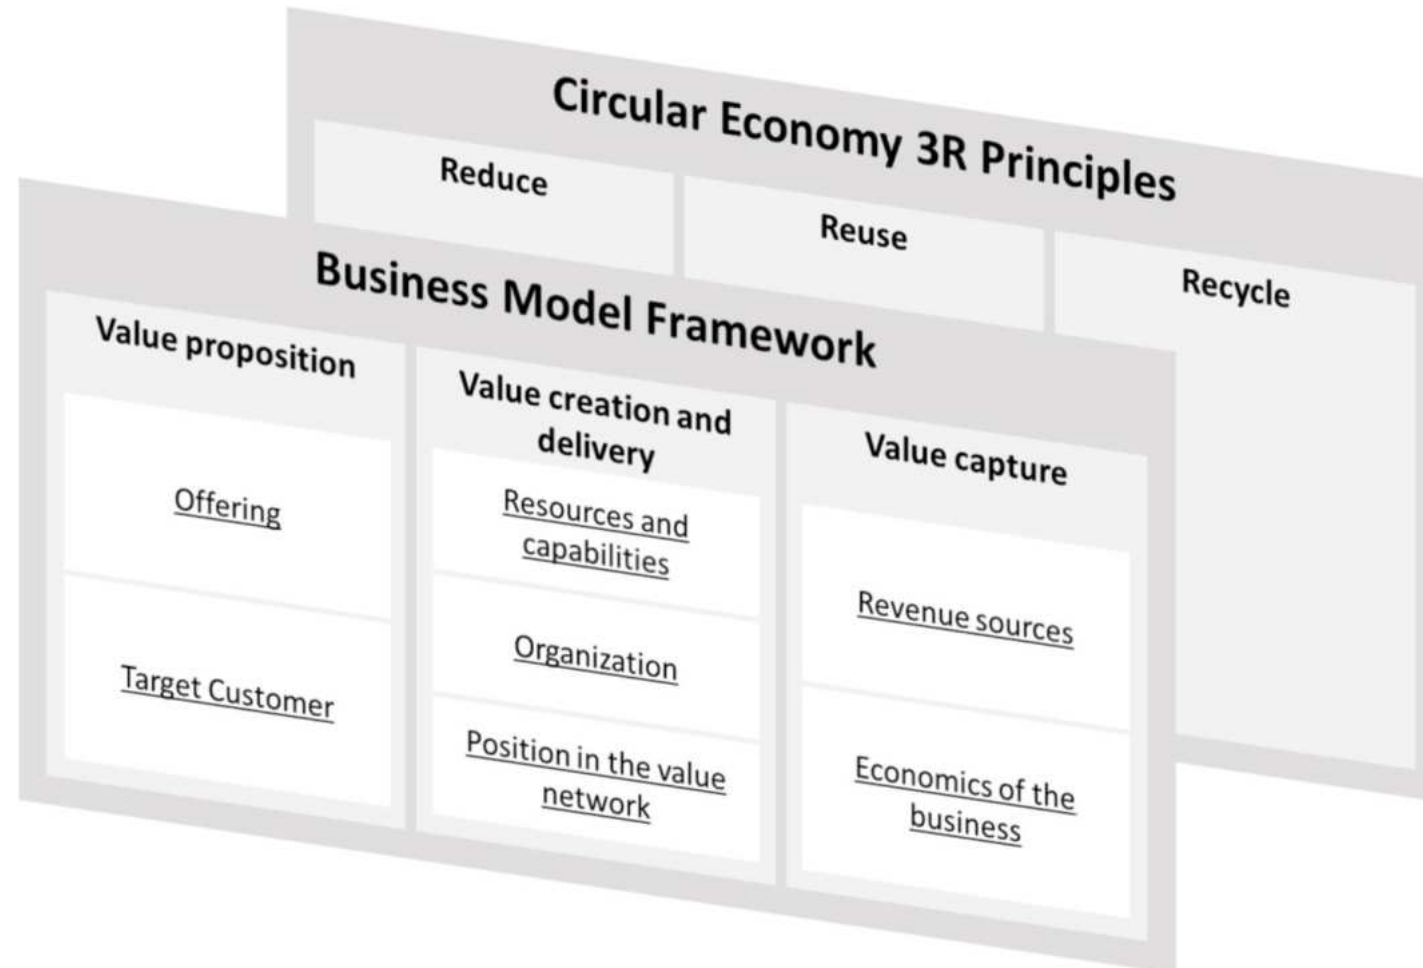 Circular Economy 3R Principles
Reduce
Reuse
Recycle
Business Model Framework
Value proposition
Offering
Target Customer
Value creation and
delivery
Resources and
capabilities
Organization
Position in the value
network
Value capture
Revenue sources
Economics of the
business